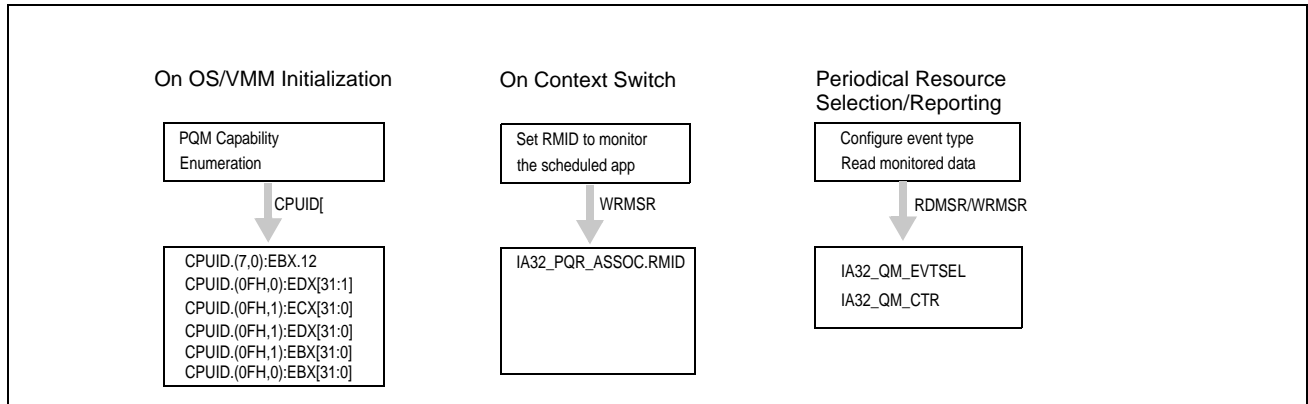 On OS/VMM Initialization
PQM Capability
Enumeration
CPUID[
CPUID.(7,0):EBX.12
CPUID.(0FH,0):EDX[31:1]
CPUID.(0FH,1):ECX[31:0]
CPUID.(0FH,1):EDX[31:0]
CPUID.(0FH,1):EBX[31:0]
CPUID.(0FH,0):EBX[31:0]
On Context Switch
Set RMID to monitor
the scheduled app
WRMSR
IA32_PQR_ASSOC.RMID
Periodical Resource
Selection/Reporting
Configure event type
Read monitored data
RDMSR/WRMSR
IA32_QM_EVTSEL
IA32_QM_CTR